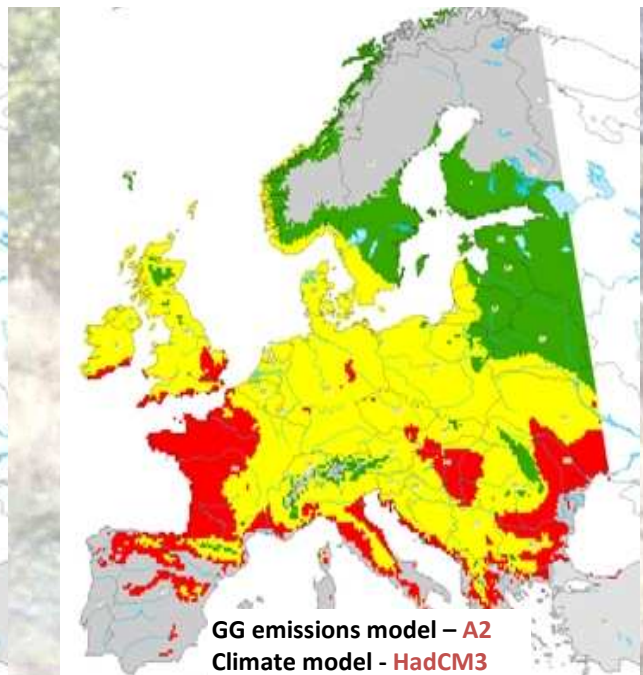 GG emissions model – A2
Climate model - HadCM3